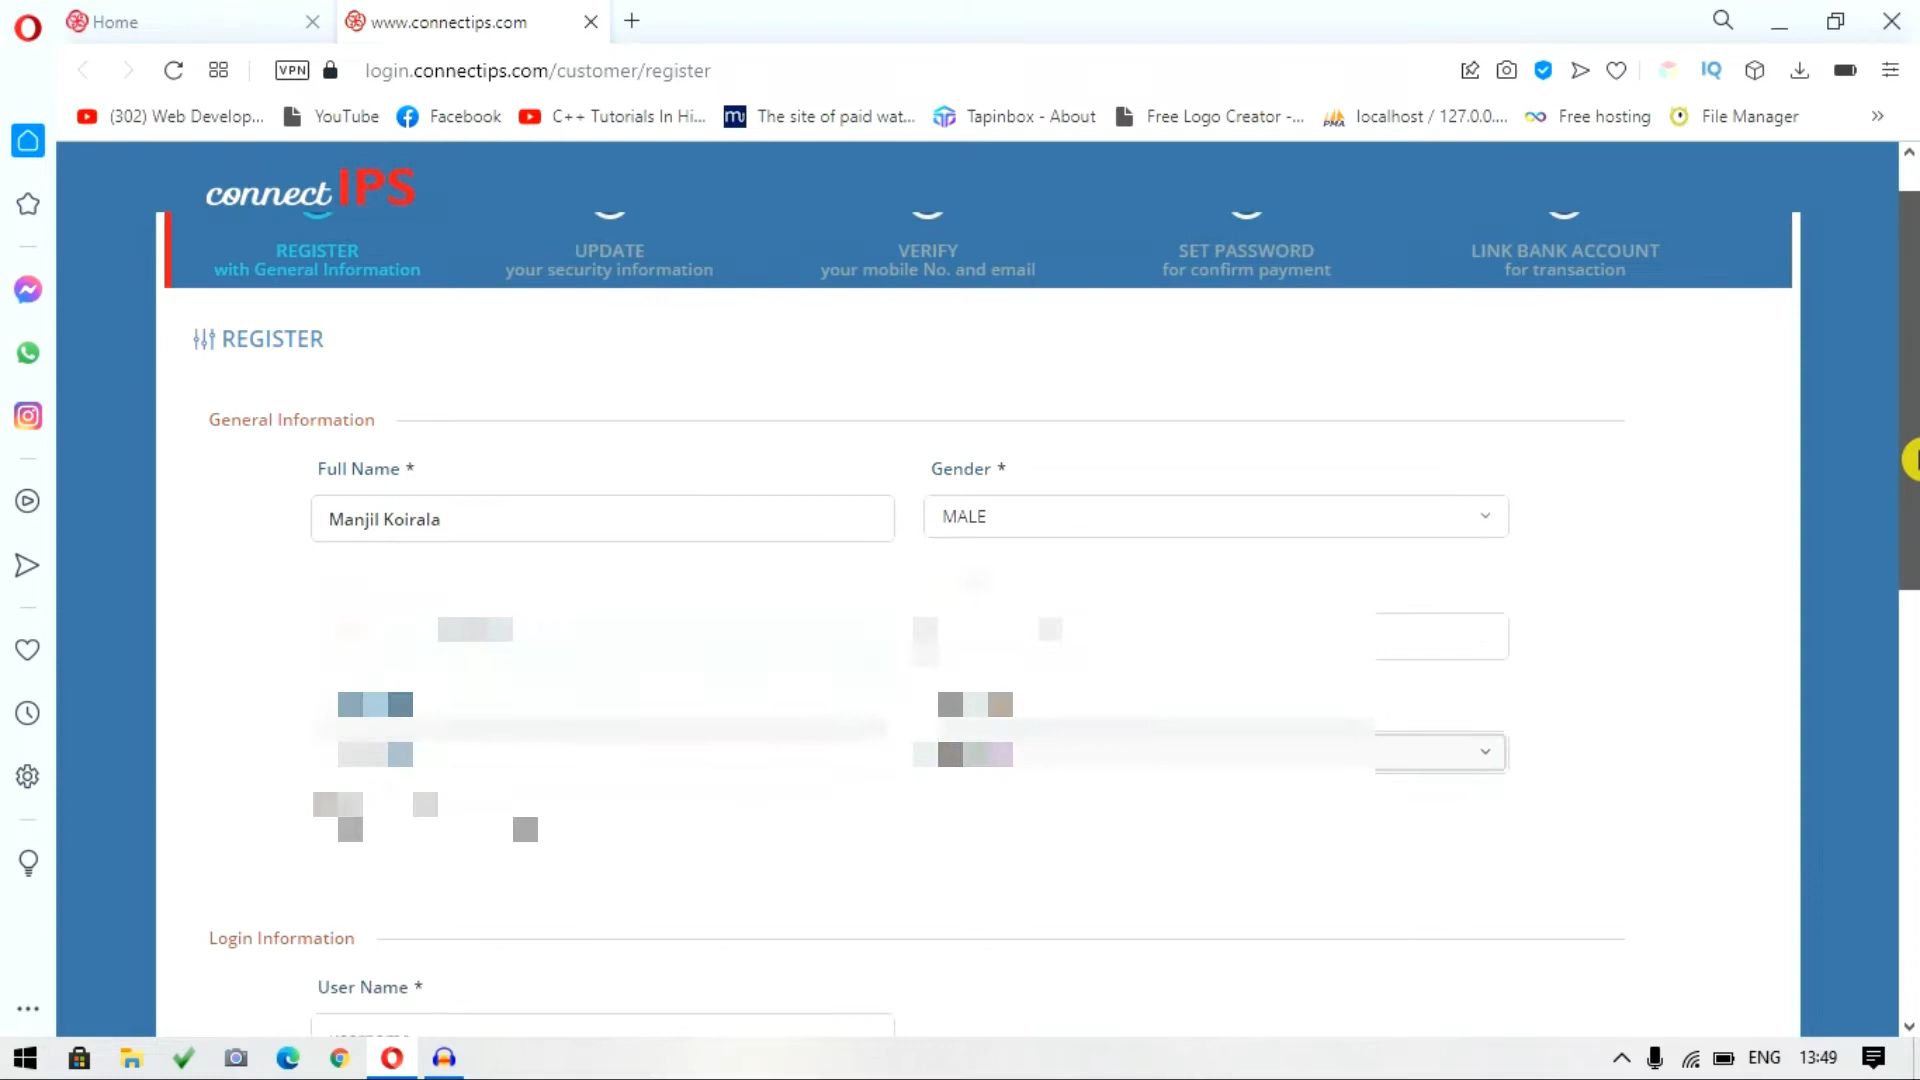 Home
www.connectips.com
VPN
login.connectips.com/customer/register
IQ
(302) Web Develop...
YouTube
Facebook
C++ Tutorials In Hi...
The site of paid wat...
Tapinbox - About
Free Logo Creator -...
localhost / 127.0.0....
Free hosting
File Manager
connectIPS
REGISTER
with General Information
UPDATE
your security information
VERIFY
your mobile No. and email
SET PASSWORD
for confirm payment
LINK BANK ACCOUNT
for transaction
REGISTER
General Information
Full Name *
Gender *
Manjil Koirala
MALE
Login Information
User Name *
ENG
13:49